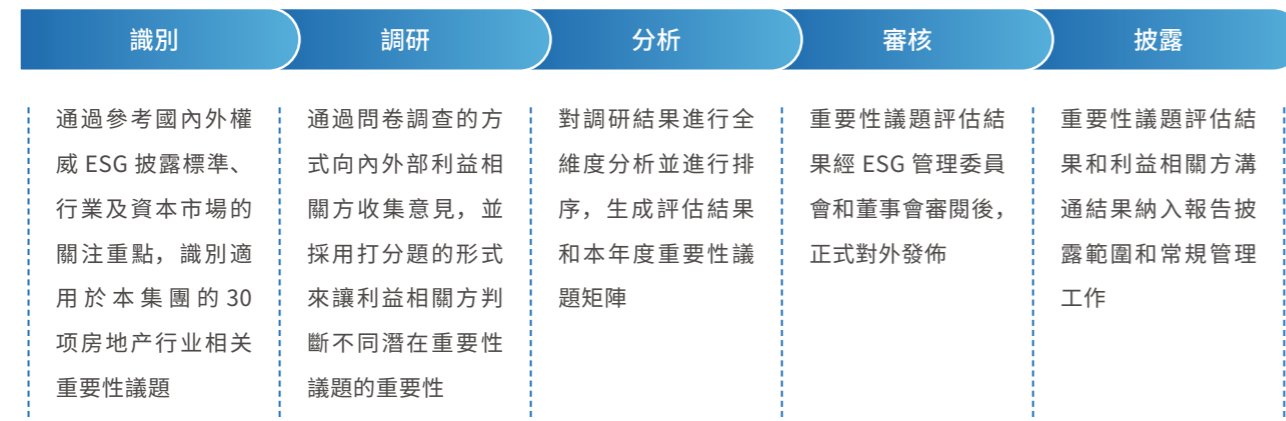 識別
調研
分析
審核
披露
通過參考國內外權
威 ESG 披露標準、
行業及資本市場的
關注重點，識別適
用於本集團的 30
项房地产行业相关
重要性議題
通過問卷調查的方
式向內外部利益相
關方收集意見，並
採用打分題的形式
來讓利益相關方判
斷不同潛在重要性
議題的重要性
對調研結果進行全
維度分析並進行排
序，生成評估結果
和本年度重要性議
題矩陣
重要性議題評估結
果經 ESG 管理委員
會和董事會審閱後，
正式對外發佈
重要性議題評估結
果和利益相關方溝
通結果納入報告披
露範圍和常規管理
工作